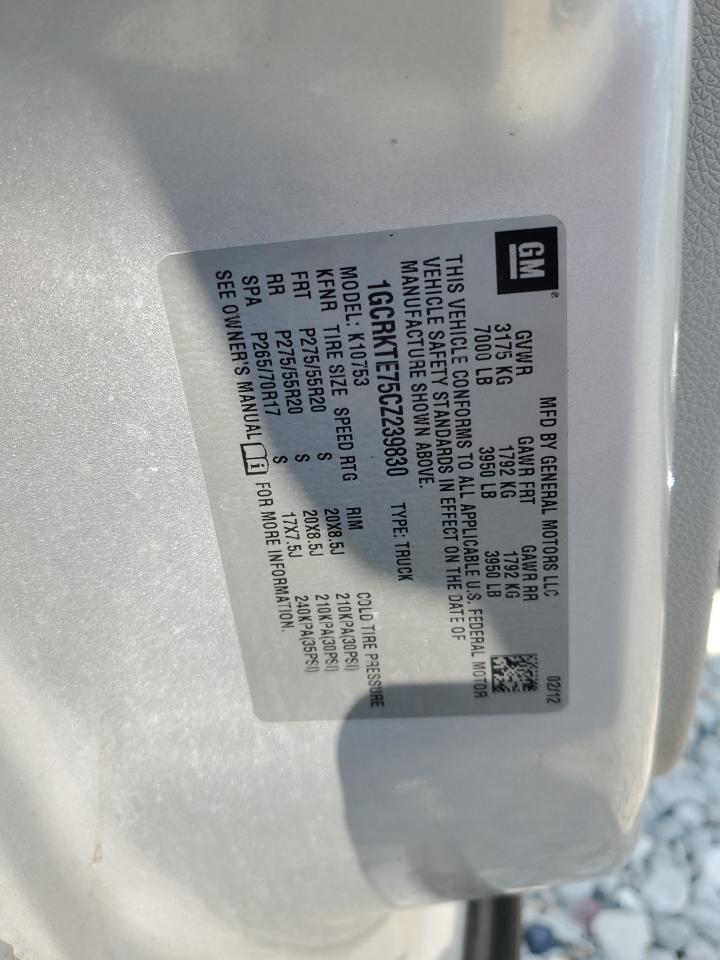 GM
®
MFD BY GENERAL MOTORS LLC 02/12
GVWR GAWR FRT GAWR RR
3175 KG 1792 KG 1792 KG
7000 LB 3950 LB 3950 LB
THIS VEHICLE CONFORMS TO ALL APPLICABLE U.S. FEDERAL MOTOR
VEHICLE SAFETY STANDARDS IN EFFECT ON THE DATE OF
MANUFACTURE SHOWN ABOVE.
1GCRKTE75CZ239830 TYPE: TRUCK
MODEL: K10753
KFNR TIRE SIZE SPEED RTG RIM COLD TIRE PRESSURE
FRT P275/55R20 S 20X8.5J 210KPA(30PSI)
RR P275/55R20 S 20X8.5J 210KPA(30PSI)
SPA P265/70R17 S 17X7.5J 240KPA(35PSI)
SEE OWNER'S MANUAL i FOR MORE INFORMATION.